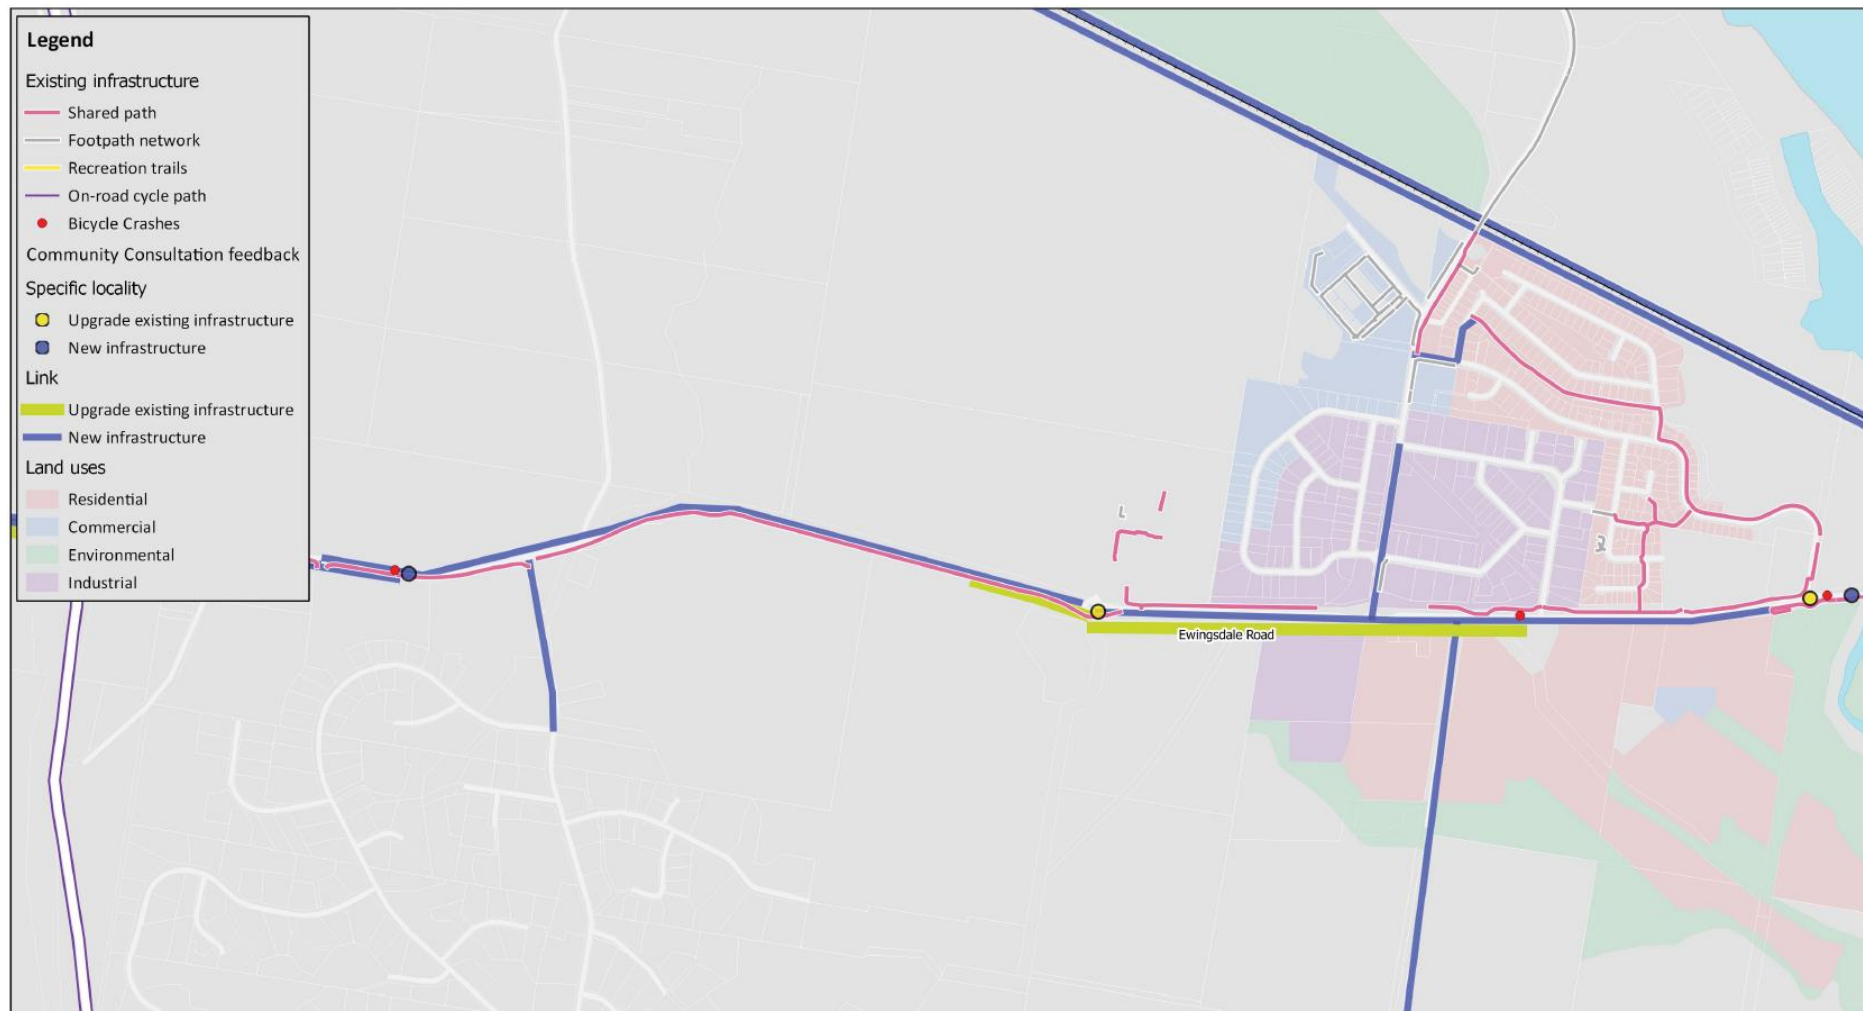 Legend
Existing infrastructure
Shared path
Footpath network
Recreation trails
On-road cycle path
Bicycle Crashes
Community Consultation feedback
Specific locality
Upgrade existing infrastructure
New infrastructure
Link
Upgrade existing infrastructure
New infrastructure
Land uses
Residential
Commercial
Environmental
Industrial
Ewingsdale Road